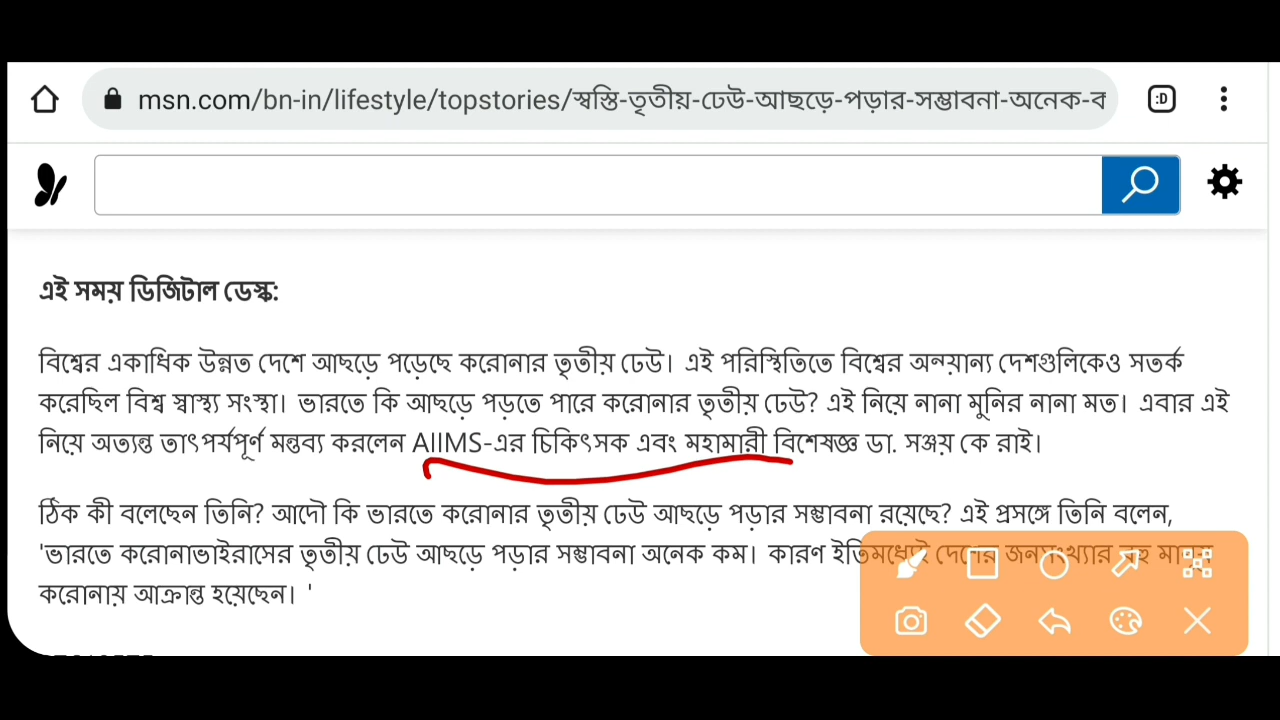 msn.com/bn-in/lifestyle/topstories/স্বস্তি-তৃতীয়-ঢেউ-আছড়ে-পড়ার-সম্ভাবনা-অনেক-ব
:D
এই সময় ডিজিটাল ডেস্ক:
বিশ্বের একাধিক উন্নত দেশে আছড়ে পড়েছে করোনার তৃতীয় ঢেউ। এই পরিস্থিতিতে বিশ্বের অন্যান্য দেশগুলিকেও সতর্ক
করেছিল বিশ্ব স্বাস্থ্য সংস্থা। ভারতে কি আছড়ে পড়তে পারে করোনার তৃতীয় ঢেউ? এই নিয়ে নানা মুনির নানা মত। এবার এই
নিয়ে অত্যন্ত তাৎপর্যপূর্ণ মন্তব্য করলেন AIIMS-এর চিকিৎসক এবং মহামারী বিশেষজ্ঞ ডা. সঞ্জয় কে রাই।
ঠিক কী বলেছেন তিনি? আদৌ কি ভারতে করোনার তৃতীয় ঢেউ আছড়ে পড়ার সম্ভাবনা রয়েছে? এই প্রসঙ্গে তিনি বলেন,
'ভারতে করোনাভাইরাসের তৃতীয় ঢেউ আছড়ে পড়ার সম্ভাবনা অনেক কম। কারণ ইতিমধ্যেই দেশের জনসংখ্যার বহু মানুষ
করোনায় আক্রান্ত হয়েছেন। '